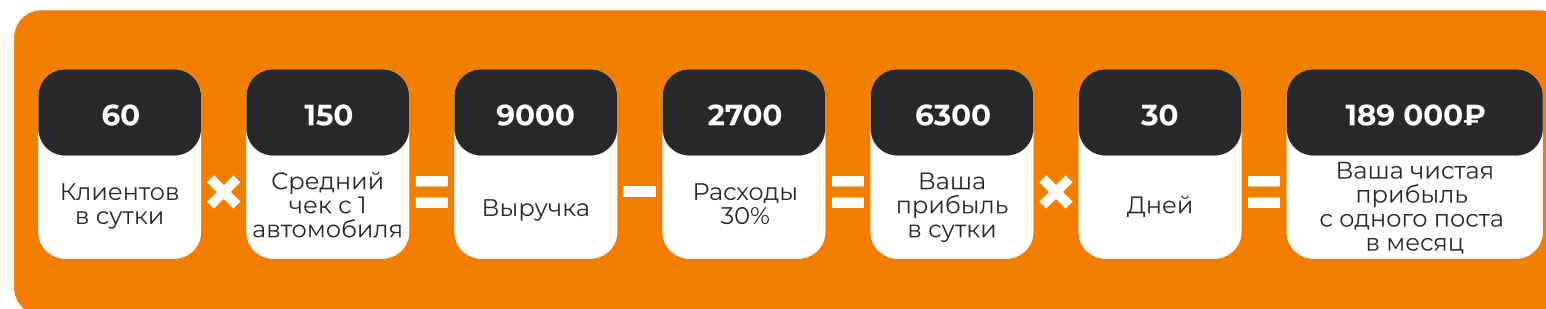 60
Клиентов
в сутки
×
150
Средний
чек с 1
автомобиля
=
9000
Выручка
−
2700
Расходы
30%
=
6300
Ваша
прибыль
в сутки
×
30
Дней
=
189 000₽
Ваша чистая
прибыль
с одного поста
в месяц